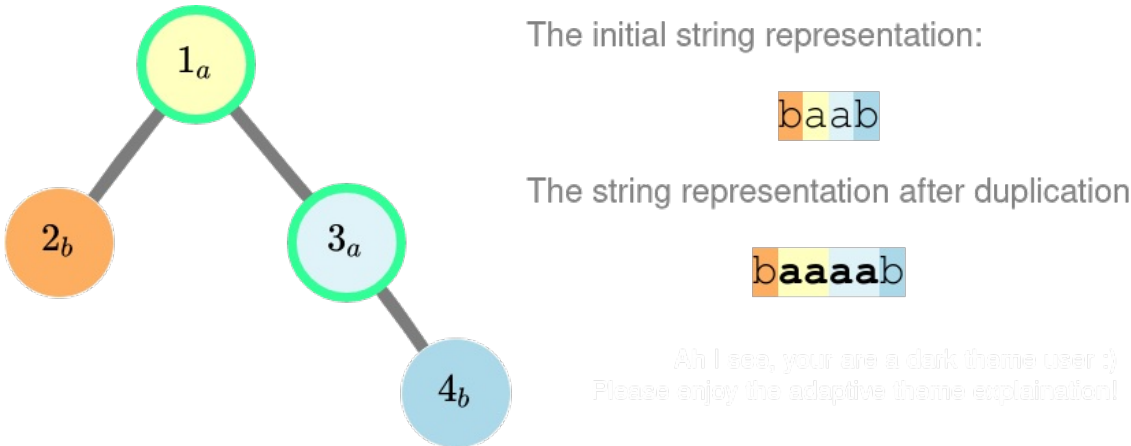 The initial string representation:
1a
baab
The string representation after duplication
2b
3a
baaaab
Ah I see, your are a dark theme user :)
Please enjoy the adaptive theme explaination!
4b